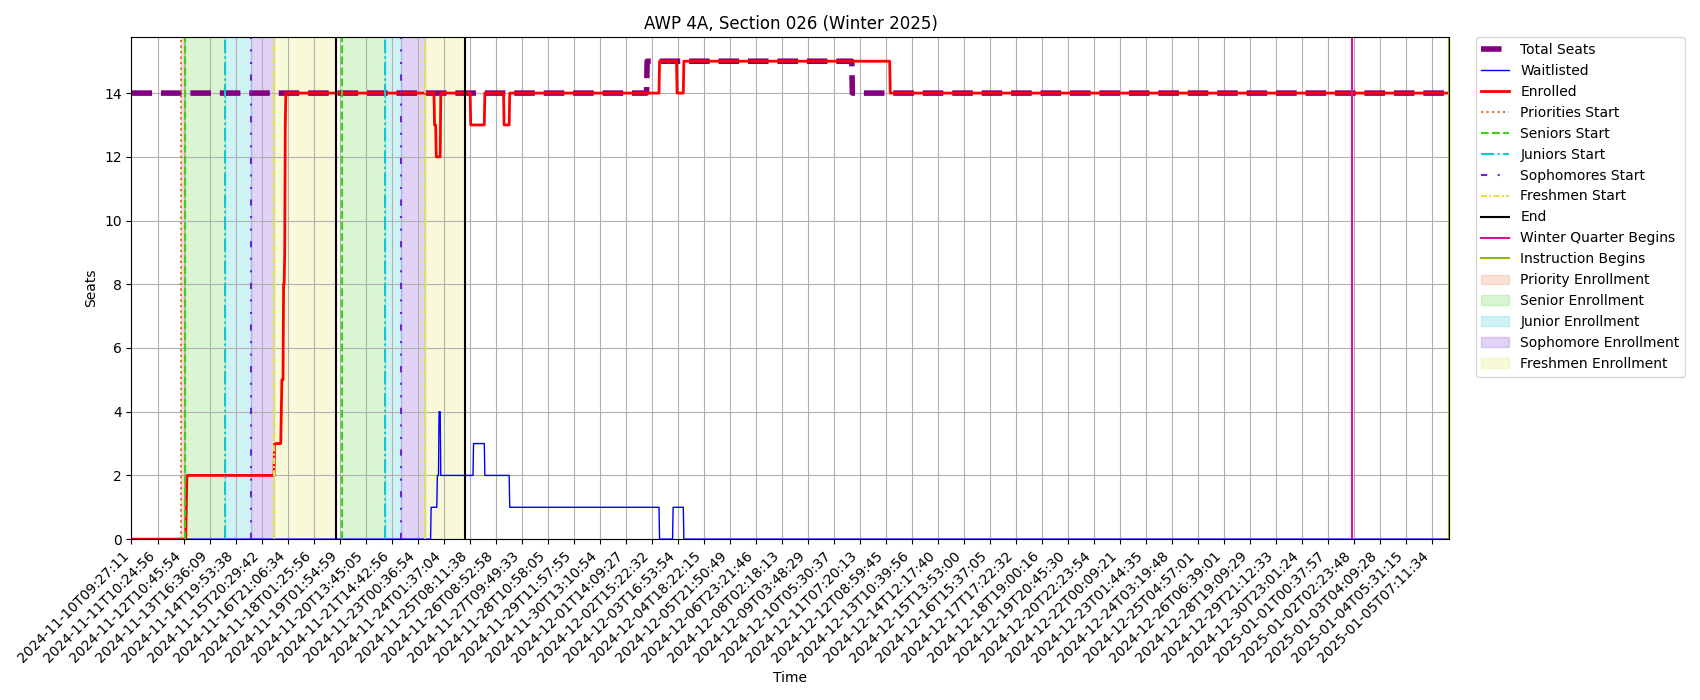 AWP 4A, Section 026 (Winter 2025)
Seats
14
12
10
8
6
4
2
0
2024-11-10T09:27:11
2024-11-11T10:24:56
2024-11-12T10:45:54
2024-11-13T16:36:09
2024-11-14T19:53:38
2024-11-15T20:29:42
2024-11-16T21:06:34
2024-11-18T01:25:56
2024-11-19T01:54:59
2024-11-20T13:45:05
2024-11-21T14:42:56
2024-11-23T00:36:54
2024-11-24T01:37:04
2024-11-25T08:11:38
2024-11-26T08:52:58
2024-11-27T09:49:33
2024-11-28T10:58:05
2024-11-29T11:57:55
2024-11-30T13:10:54
2024-12-01T14:09:27
2024-12-02T15:22:32
2024-12-03T16:53:54
2024-12-04T18:22:15
2024-12-05T21:50:49
2024-12-06T23:21:46
2024-12-08T02:18:13
2024-12-09T03:48:29
2024-12-10T05:30:37
2024-12-11T07:20:13
2024-12-12T08:59:45
2024-12-13T10:39:56
2024-12-14T12:17:40
2024-12-15T13:53:00
2024-12-16T15:37:05
2024-12-17T17:22:32
2024-12-18T19:00:16
2024-12-19T20:45:30
2024-12-20T22:23:54
2024-12-22T00:09:21
2024-12-23T01:44:35
2024-12-24T03:19:48
2024-12-25T04:57:01
2024-12-26T06:39:01
2024-12-28T19:09:29
2024-12-29T21:12:33
2024-12-30T23:01:24
2025-01-01T00:37:57
2025-01-02T02:23:48
2025-01-03T04:09:28
2025-01-04T05:31:15
2025-01-05T07:11:34
Time
Total Seats
Waitlisted
Enrolled
Priorities Start
Seniors Start
Juniors Start
Sophomores Start
Freshmen Start
End
Winter Quarter Begins
Instruction Begins
Priority Enrollment
Senior Enrollment
Junior Enrollment
Sophomore Enrollment
Freshmen Enrollment